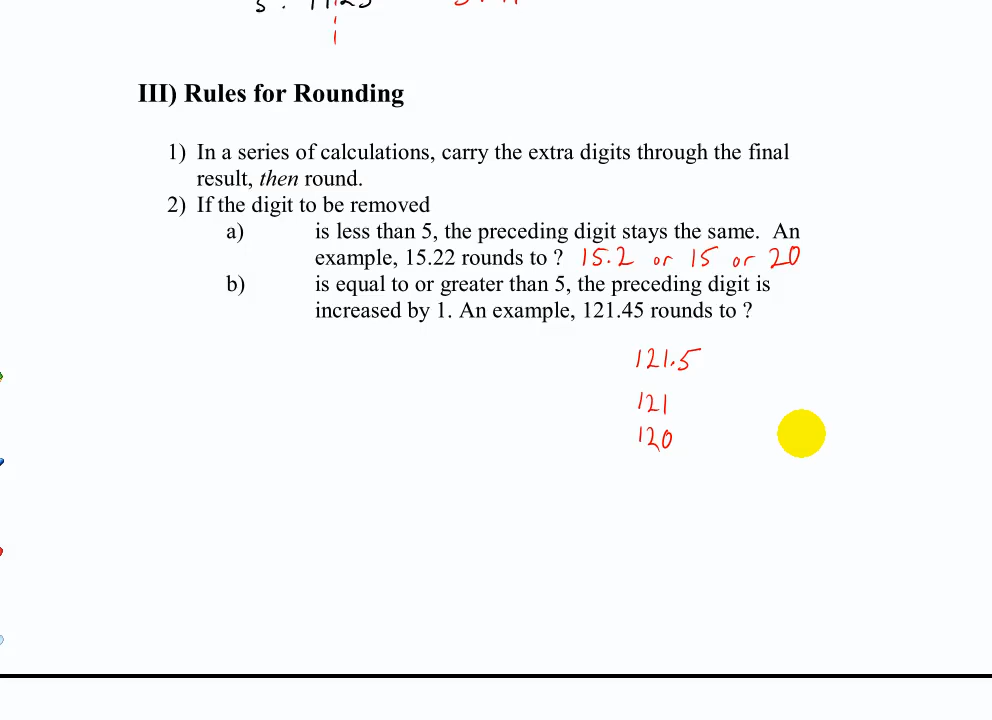 III) Rules for Rounding
1) In a series of calculations, carry the extra digits through the final
result, then round.
2) If the digit to be removed
a) is less than 5, the preceding digit stays the same. An
example, 15.22 rounds to ? 15.2 or 15 or 20
b) is equal to or greater than 5, the preceding digit is
increased by 1. An example, 121.45 rounds to ?
121.5
121
120